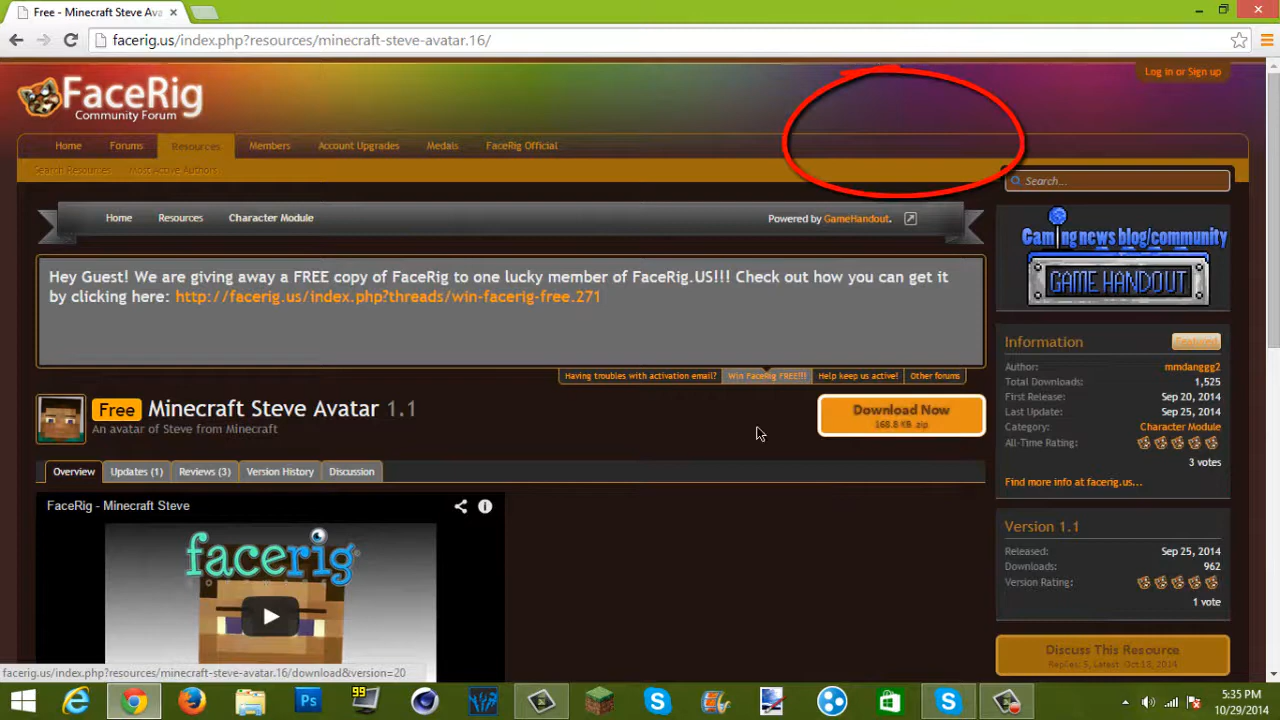 Free - Minecraft Steve Ava
facerig.us/index.php?resources/minecraft-steve-avatar.16/
Log in or Sign up
FaceRig
Community Forum
Home Forums Resources Members Account Upgrades Medals FaceRig Official
Search Resources Most Active Authors
Search...
Home Resources Character Module
Powered by GameHandout.
Gaming news blog/community
GAME HANDOUT
Hey Guest! We are giving away a FREE copy of FaceRig to one lucky member of FaceRig.US!!! Check out how you can get it
by clicking here: http://facerig.us/index.php?threads/win-facerig-free.271
Having troubles with activation email? Win FaceRig FREE!!! Help keep us active! Other forums
Free Minecraft Steve Avatar 1.1
An avatar of Steve from Minecraft
Download Now
168.8 KB .zip
Overview Updates (1) Reviews (3) Version History Discussion
FaceRig - Minecraft Steve
facerig
Information
Featured
Author: mmdanggg2
Total Downloads: 1,525
First Release: Sep 20, 2014
Last Update: Sep 25, 2014
Category: Character Module
All-Time Rating:
3 votes
Find more info at facerig.us...
Version 1.1
Released: Sep 25, 2014
Downloads: 962
Version Rating:
1 vote
Discuss This Resource
Replies: 5, Latest: Oct 15, 2014
facerig.us/index.php?resources/minecraft-steve-avatar.16/download&version=20
Ps
99
5:35 PM
10/29/2014